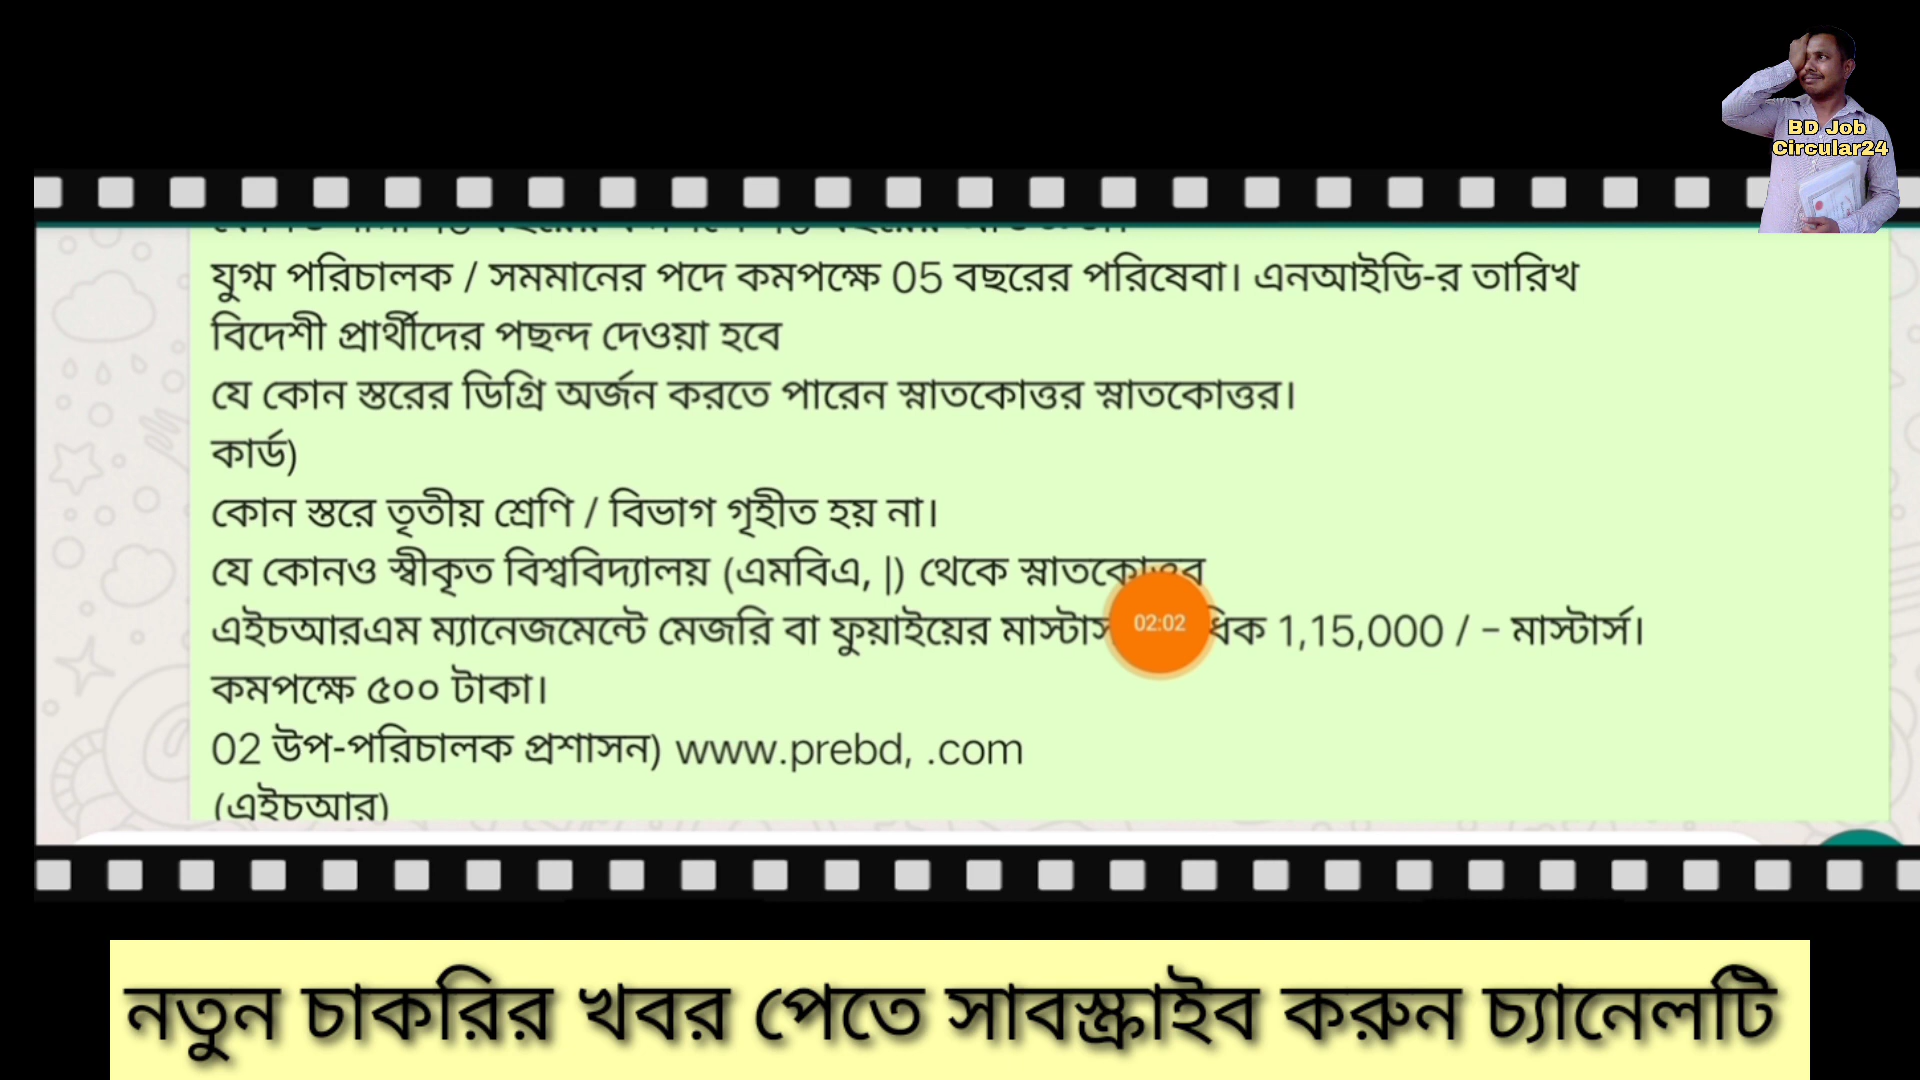 BD Job
Circular24
যুগ্ম পরিচালক / সমমানের পদে কমপক্ষে 05 বছরের পরিষেবা। এনআইডি-র তারিখ
বিদেশী প্রার্থীদের পছন্দ দেওয়া হবে
যে কোন স্তরের ডিগ্রি অর্জন করতে পারেন স্নাতকোত্তর স্নাতকোত্তর।
কার্ড)
কোন স্তরে তৃতীয় শ্রেণি / বিভাগ গৃহীত হয় না।
যে কোনও স্বীকৃত বিশ্ববিদ্যালয় (এমবিএ, |) থেকে স্নাতকোত্তর
এইচআরএম ম্যানেজমেন্টে মেজরি বা ফুয়াইয়ের 1,15,000 / – মাস্টার্স।
02:02
কমপক্ষে ৫০০ টাকা।
02 উপ-পরিচালক প্রশাসন) www.prebd, .com
(এইচআর)
নতুন চাকরির খবর পেতে সাবস্ক্রাইব করুন চ্যানেলটি